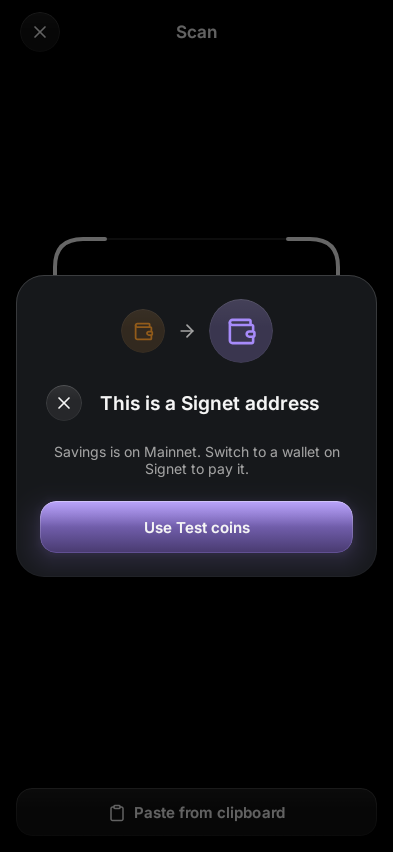 Scan
This is a Signet address
Savings is on Mainnet. Switch to a wallet on
Signet to pay it.
Use Test coins
Paste from clipboard